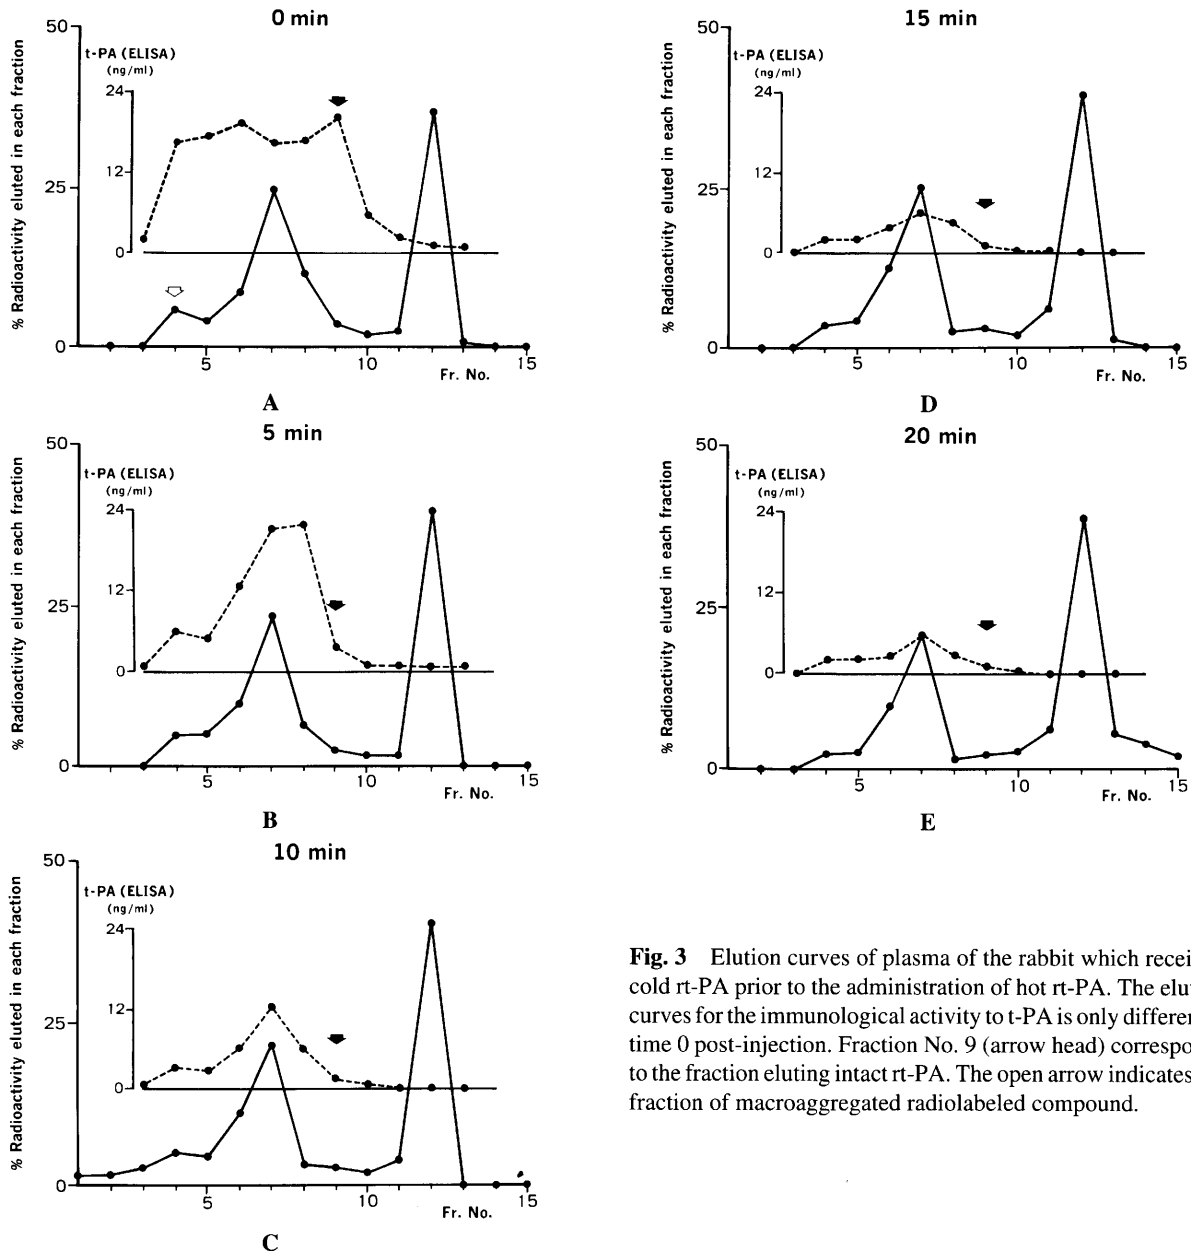 0 min
50
25
0
% Radioactivity eluted in each fraction
t-PA (ELISA)
(ng/ml)
24
12
0
5
10
15
Fr. No.
A
5 min
50
25
0
% Radioactivity eluted in each fraction
t-PA (ELISA)
(ng/ml)
24
12
0
5
10
15
Fr. No.
B
10 min
50
25
0
% Radioactivity eluted in each fraction
t-PA (ELISA)
(ng/ml)
24
12
0
5
10
15
Fr. No.
C
15 min
50
25
0
% Radioactivity eluted in each fraction
t-PA (ELISA)
(ng/ml)
24
12
0
5
10
15
Fr. No.
D
20 min
50
25
0
% Radioactivity eluted in each fraction
t-PA (ELISA)
(ng/ml)
24
12
0
5
10
15
Fr. No.
E
Fig. 3 Elution curves of plasma of the rabbit which
cold rt-PA prior to the administration of hot rt-PA. The
curves for the immunological activity to t-PA is only
time 0 post-injection. Fraction No. 9 (arrow head)
to the fraction eluting intact rt-PA. The open arrow indicates
fraction of macroaggregated radiolabeled compound.